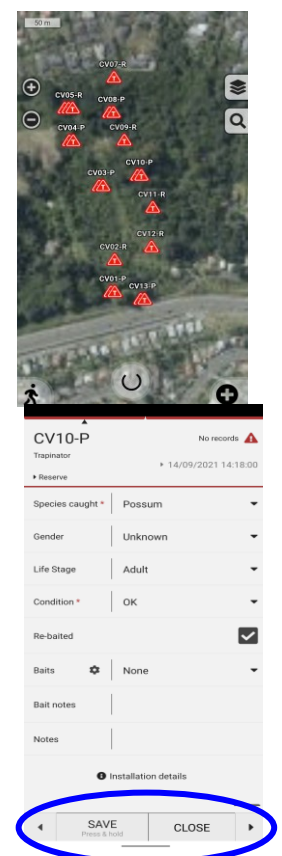 50 m
CV07-R
CV05-R
CV08-P
CV04-P
CV09-R
CV10-P
CV03-P
CV11-R
CV12-R
CV02-R
CV01-P
CV13-P
CV10-P
No records
Trapinator
14/09/2021 14:18:00
Reserve
Species caught * Possum
Gender Unknown
Life Stage Adult
Condition * OK
Re-baited
Baits None
Bait notes
Notes
Installation details
SAVE CLOSE
Press & hold